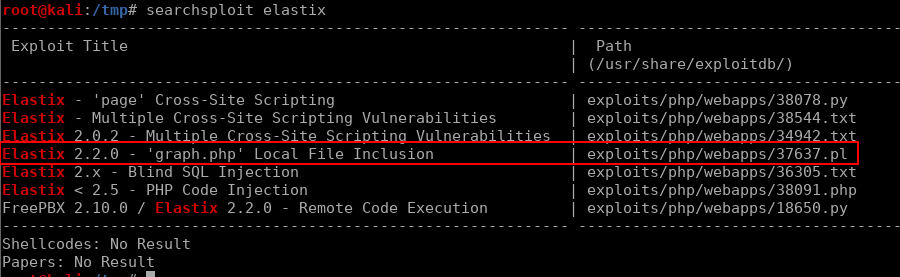 root@kali:/tmp# searchsploit elastix
--------------------------------------------------------------- ------------------------------------
 Exploit Title                                                 |  Path
                                                               | (/usr/share/exploitdb/)
--------------------------------------------------------------- ------------------------------------
Elastix - 'page' Cross-Site Scripting                          | exploits/php/webapps/38078.py
Elastix - Multiple Cross-Site Scripting Vulnerabilities        | exploits/php/webapps/38544.txt
Elastix 2.0.2 - Multiple Cross-Site Scripting Vulnerabilities  | exploits/php/webapps/34942.txt
Elastix 2.2.0 - 'graph.php' Local File Inclusion               | exploits/php/webapps/37637.pl
Elastix 2.x - Blind SQL Injection                              | exploits/php/webapps/36305.txt
Elastix < 2.5 - PHP Code Injection                             | exploits/php/webapps/38091.php
FreePBX 2.10.0 / Elastix 2.2.0 - Remote Code Execution         | exploits/php/webapps/18650.py
--------------------------------------------------------------- ------------------------------------
Shellcodes: No Result
Papers: No Result
root@kali:/tmp#